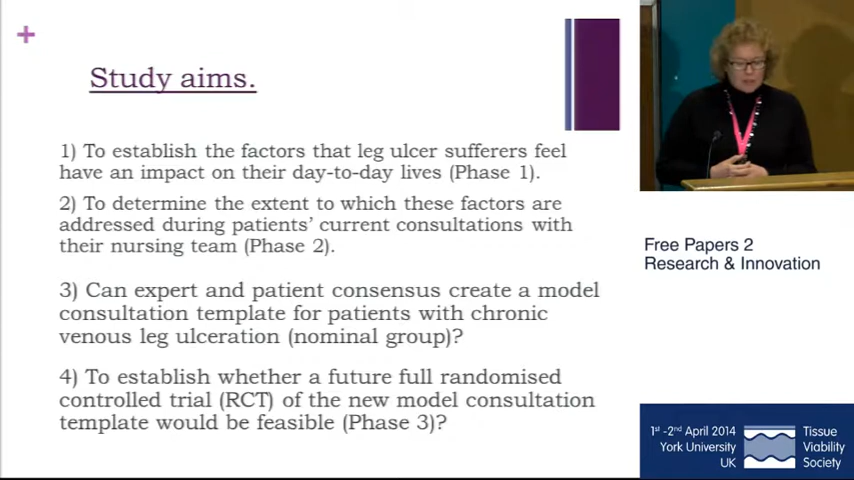 +
Study aims.
1) To establish the factors that leg ulcer sufferers feel
have an impact on their day-to-day lives (Phase 1).
2) To determine the extent to which these factors are
addressed during patients' current consultations with
their nursing team (Phase 2).
3) Can expert and patient consensus create a model
consultation template for patients with chronic
venous leg ulceration (nominal group)?
4) To establish whether a future full randomised
controlled trial (RCT) of the new model consultation
template would be feasible (Phase 3)?
Free Papers 2
Research & Innovation
1st -2nd April 2014
York University
UK
Tissue
Viability
Society